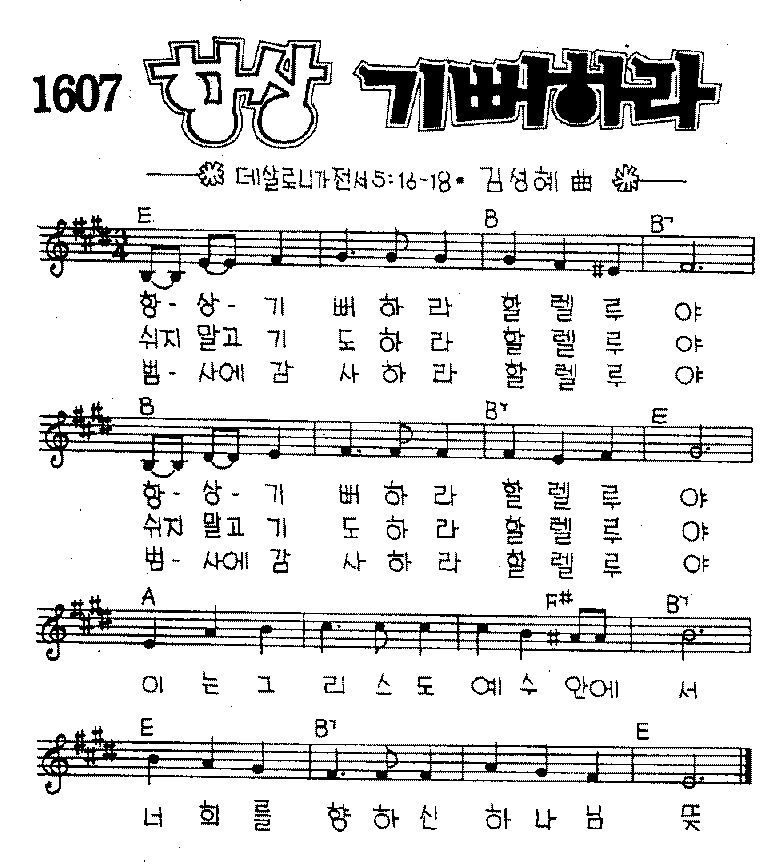 1607 항상 기뻐하라
데살로니가전서 5:16-18 • 김성혜 曲
E B B7
3/4
항 - 상 - 기 뻐 하 라 할 렐 루 야
쉬지 말고 기 도 하 라 할 렐 루 야
범 - 사에 감 사 하 라 할 렐 루 야
B B7 E
항 - 상 - 기 뻐 하 라 할 렐 루 야
쉬지 말고 기 도 하 라 할 렐 루 야
범 - 사에 감 사 하 라 할 렐 루 야
A F# B7
이 는 그 리 스 도 예 수 안에 서
E B7 E
너 희 를 향 하 신 하 나 님 뜻